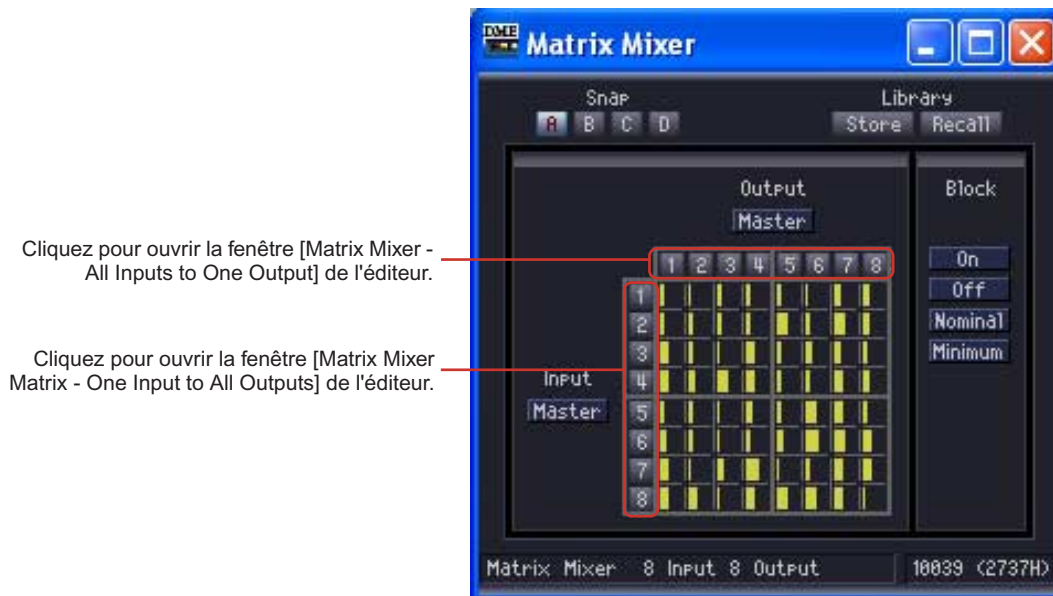 DME Matrix Mixer
Snap
Library
A B C D
Store Recall
Output
Block
Master
Cliquez pour ouvrir la fenêtre [Matrix Mixer -
All Inputs to One Output] de l'éditeur.
1 2 3 4 5 6 7 8
On
Off
Nominal
Minimum
1
2
3
4
5
6
7
8
Cliquez pour ouvrir la fenêtre [Matrix Mixer
Matrix - One Input to All Outputs] de l'éditeur.
Input
Master
Matrix Mixer 8 Input 8 Output
10039 (2737H)